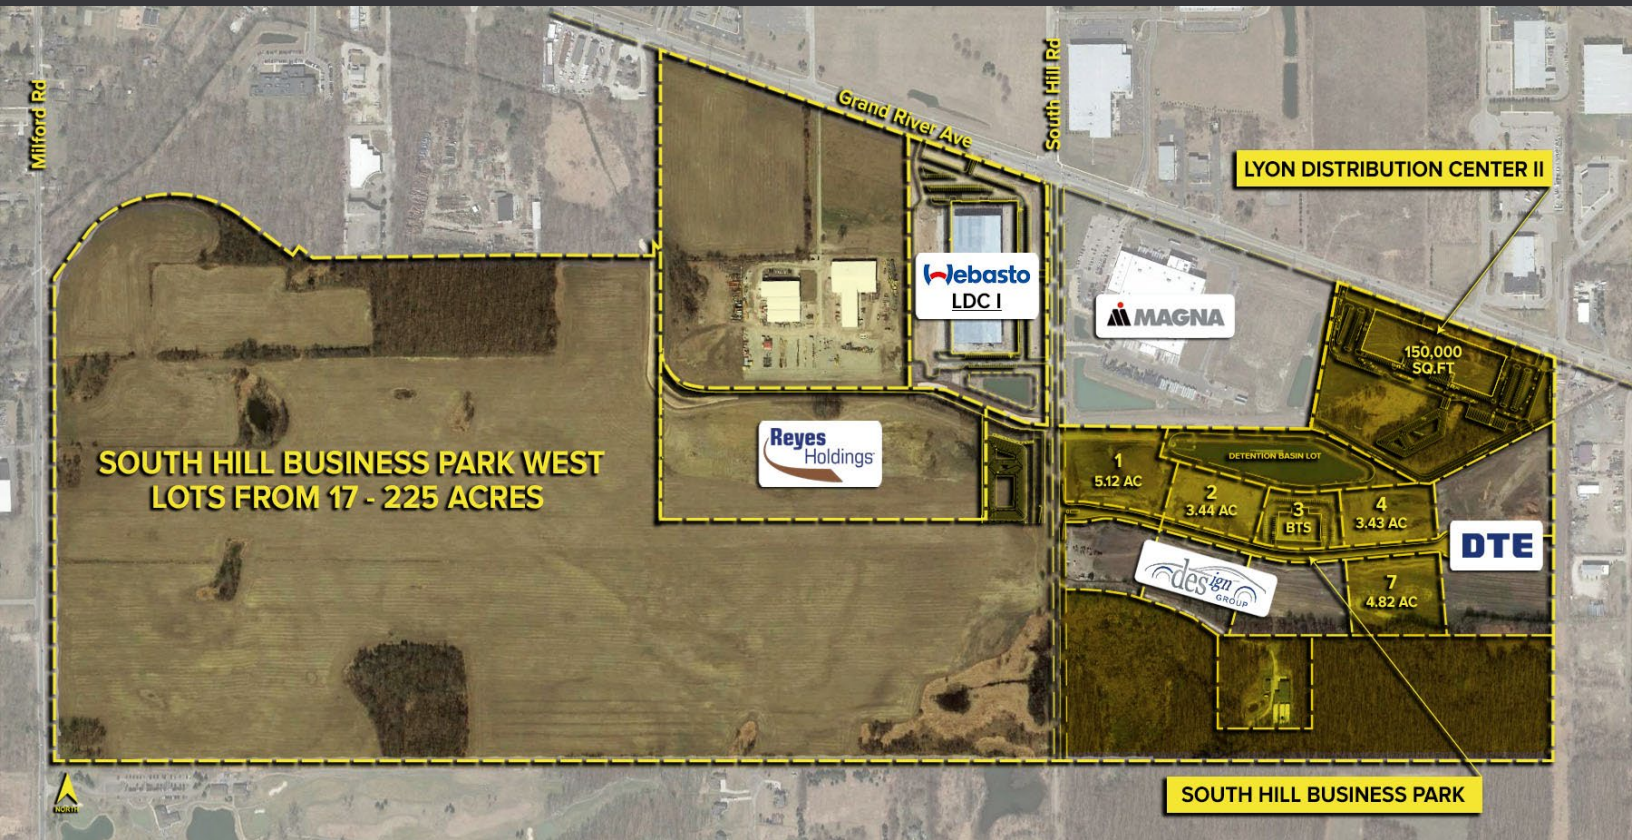 Milford Rd
Grand River Ave
South Hill Rd
LYON DISTRIBUTION CENTER II
Webasto
LDC I
MAGNA
150,000
SQ.FT
Reyes
Holdings
SOUTH HILL BUSINESS PARK WEST
LOTS FROM 17 - 225 ACRES
DETENTION BASIN LOT
1
5.12 AC
2
3.44 AC
3
BTS
4
3.43 AC
DTE
design
GROUP
7
4.82 AC
NORTH
SOUTH HILL BUSINESS PARK